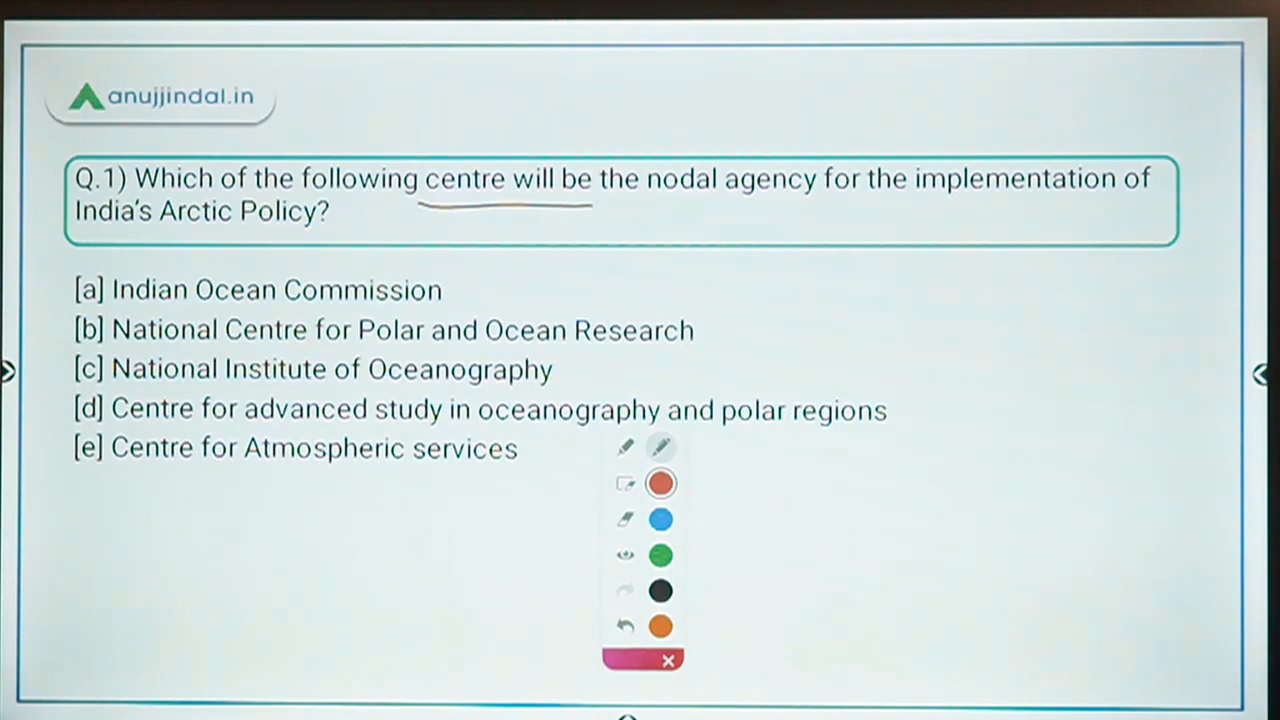 anujjindal.in
Q.1) Which of the following centre will be the nodal agency for the implementation of
India's Arctic Policy?
[a] Indian Ocean Commission
[b] National Centre for Polar and Ocean Research
[c] National Institute of Oceanography
[d] Centre for advanced study in oceanography and polar regions
[e] Centre for Atmospheric services